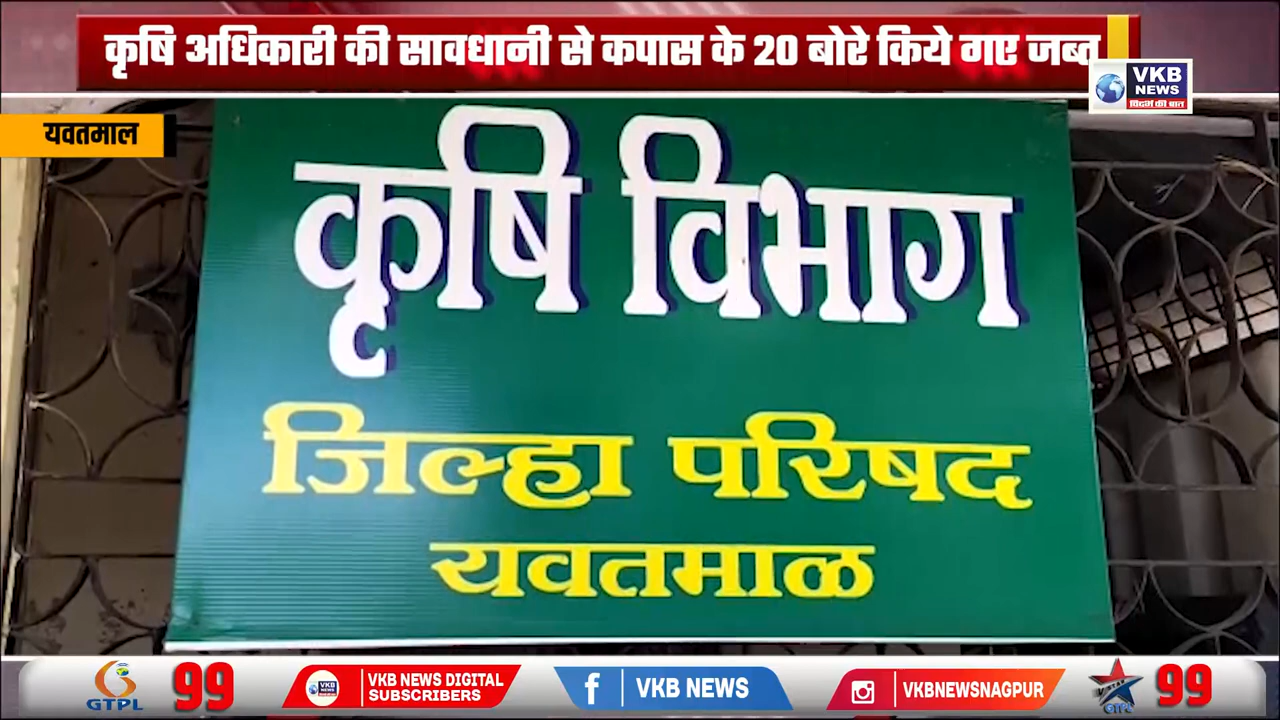 कृषि अधिकारी की सावधानी से कपास के 20 बोरे किये गए जब्त
VKB
NEWS
विदर्भ की बात
यवतमाल
कृषि विभाग
जिल्हा परिषद
यवतमाळ
GTPL
99
VKB NEWS DIGITAL
SUBSCRIBERS
VKB NEWS
VKBNEWSNAGPUR
GTPL
99